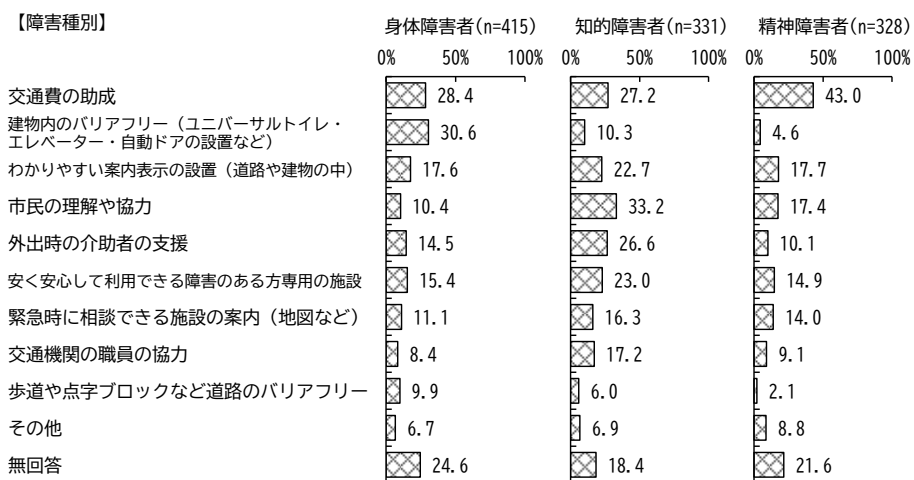 【障害種別】
身体障害者(n=415) 知的障害者(n=331) 精神障害者(n=328)
0% 50% 100% 0% 50% 100% 0% 50% 100%
交通費の助成 28.4 27.2 43.0
建物内のバリアフリー（ユニバーサルトイレ・
エレベーター・自動ドアの設置など） 30.6 10.3 4.6
わかりやすい案内表示の設置（道路や建物の中） 17.6 22.7 17.7
市民の理解や協力 10.4 33.2 17.4
外出時の介助者の支援 14.5 26.6 10.1
安く安心して利用できる障害のある方専用の施設 15.4 23.0 14.9
緊急時に相談できる施設の案内（地図など） 11.1 16.3 14.0
交通機関の職員の協力 8.4 17.2 9.1
歩道や点字ブロックなど道路のバリアフリー 9.9 6.0 2.1
その他 6.7 6.9 8.8
無回答 24.6 18.4 21.6